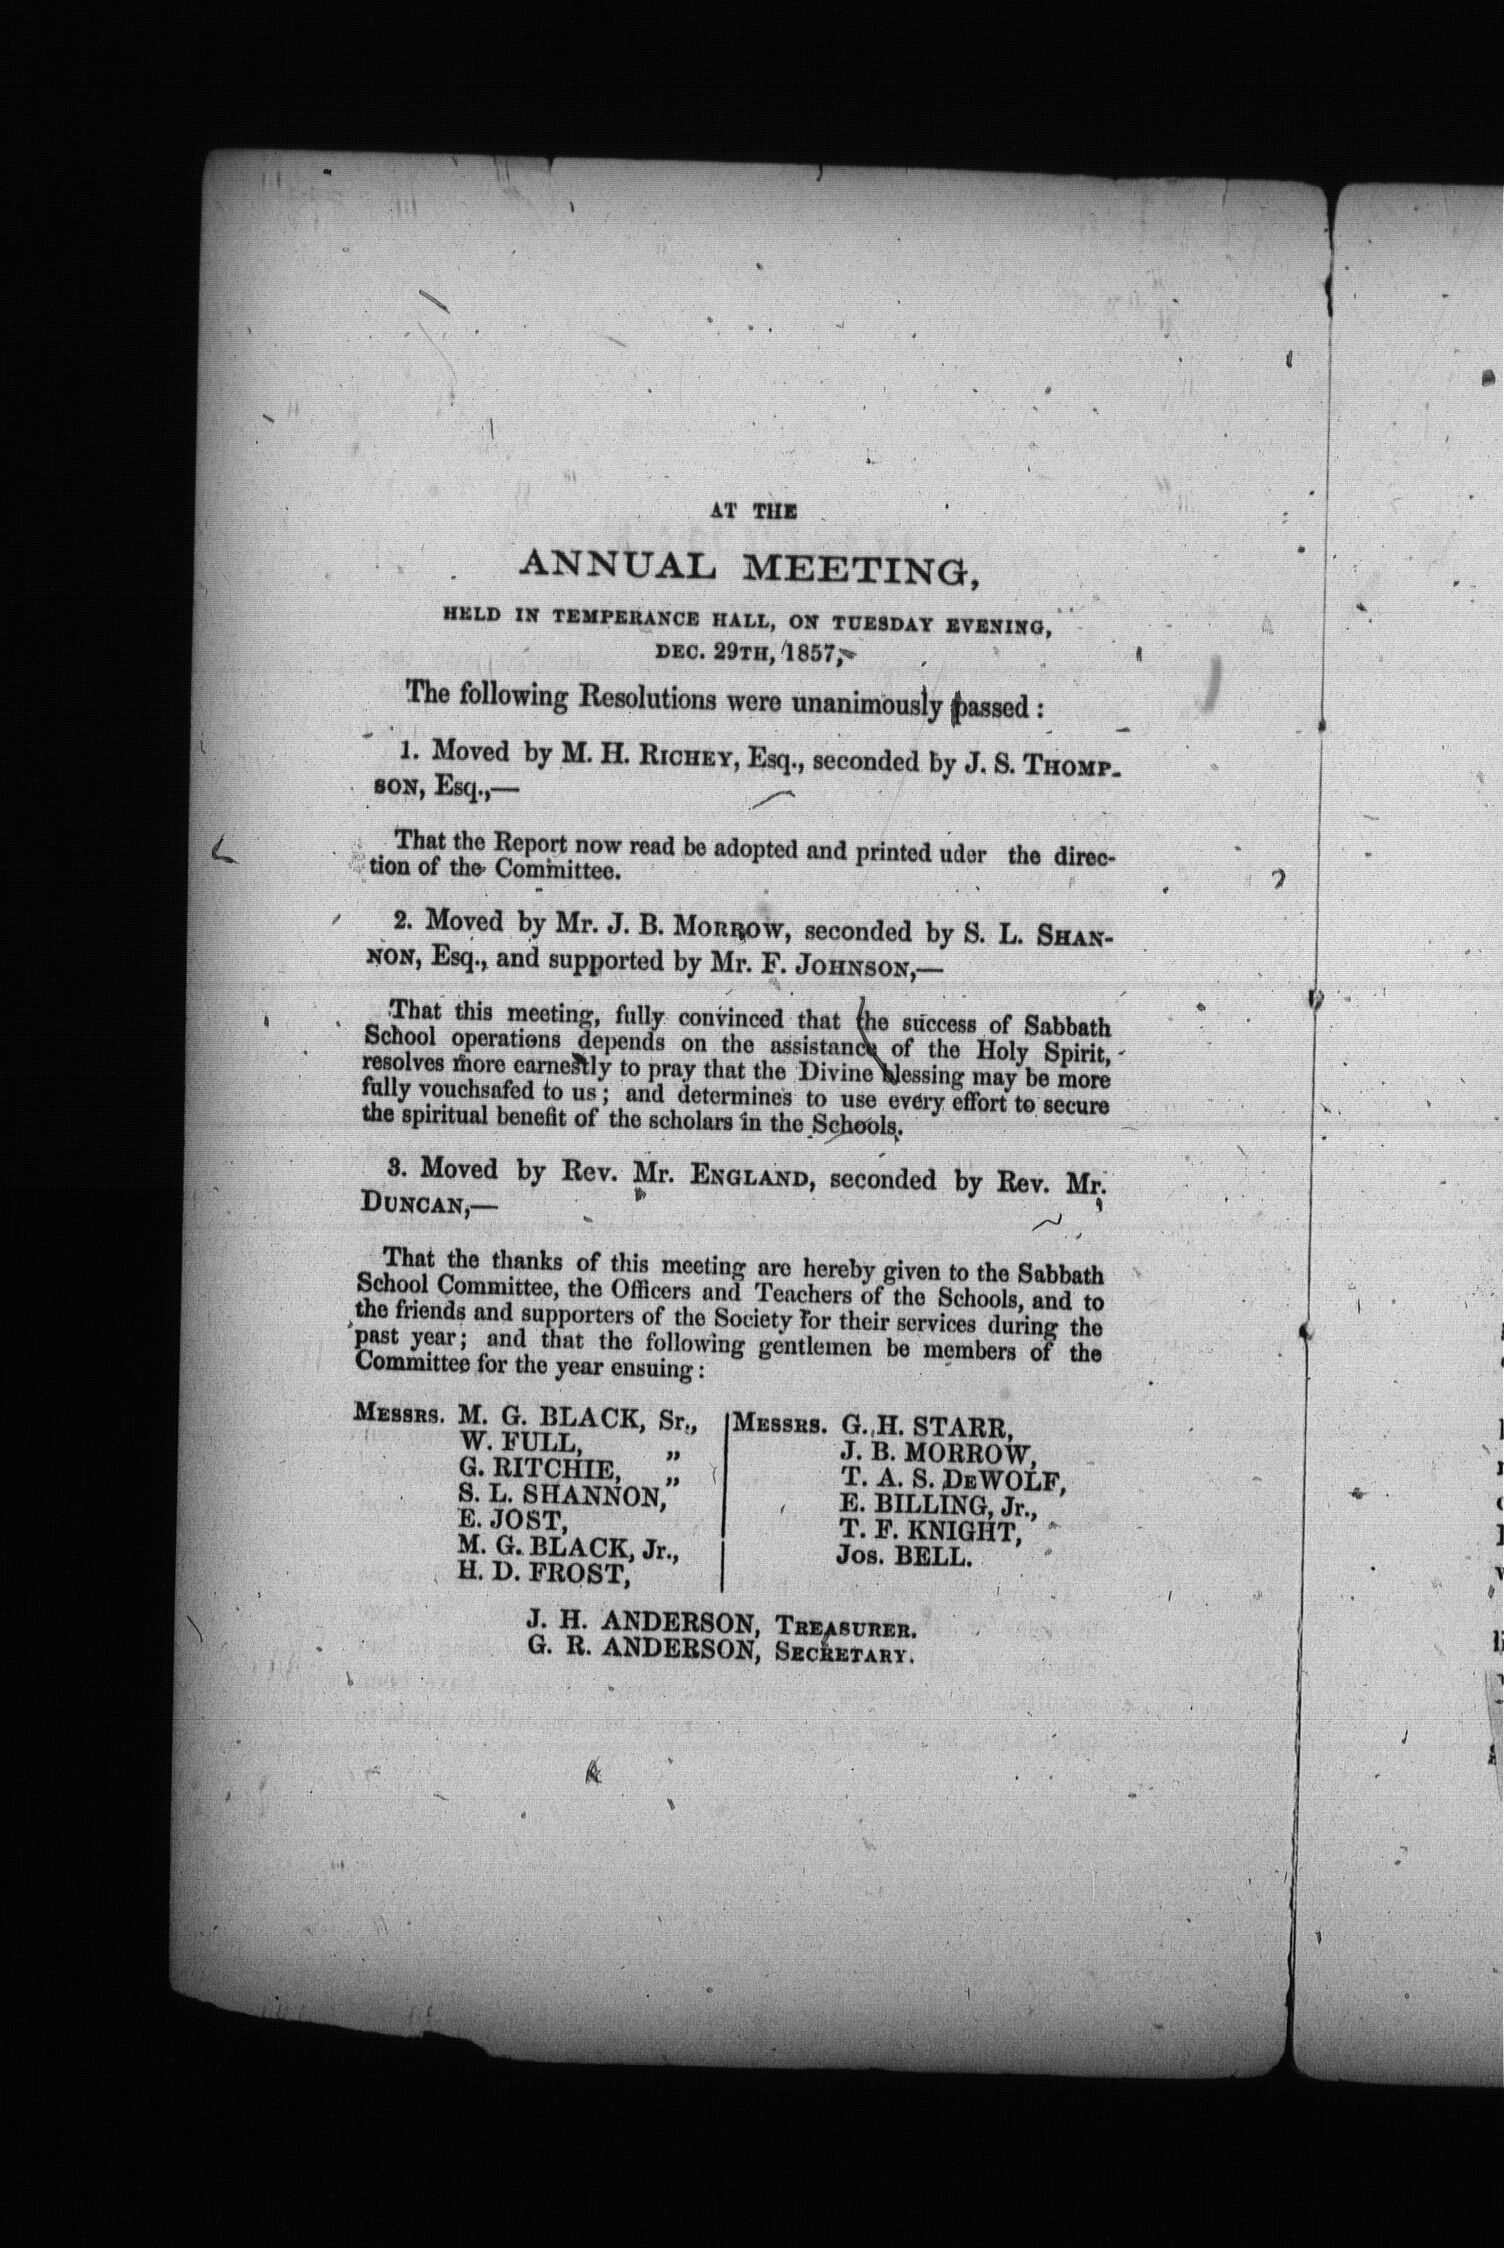 AT THE
ANNUAL MEETING,
HELD IN TEMPERANCE HALL, ON TUESDAY EVENING,
DEC. 29TH, 1857,
The following Resolutions were unanimously passed :
1. Moved by M. H. RICHEY, Esq., seconded by J. S. THOMP-
SON, Esq.,—
That the Report now read be adopted and printed uder the direc-
tion of the Committee.
2. Moved by Mr. J. B. MORROW, seconded by S. L. SHAN-
NON, Esq., and supported by Mr. F. JOHNSON,—
That this meeting, fully convinced that the success of Sabbath
School operations depends on the assistance of the Holy Spirit,
resolves more earnestly to pray that the Divine blessing may be more
fully vouchsafed to us ; and determines to use every effort to secure
the spiritual benefit of the scholars in the Schools.
3. Moved by Rev. Mr. ENGLAND, seconded by Rev. Mr.
DUNCAN,—
That the thanks of this meeting are hereby given to the Sabbath
School Committee, the Officers and Teachers of the Schools, and to
the friends and supporters of the Society for their services during the
past year ; and that the following gentlemen be members of the
Committee for the year ensuing :
MESSRS. M. G. BLACK, Sr.,
W. FULL, „
G. RITCHIE, „
S. L. SHANNON,
E. JOST,
M. G. BLACK, Jr.,
H. D. FROST,
MESSRS. G. H. STARR,
J. B. MORROW,
T. A. S. DEWOLF,
E. BILLING, Jr.,
T. F. KNIGHT,
Jos. BELL.
J. H. ANDERSON, TREASURER.
G. R. ANDERSON, SECRETARY.